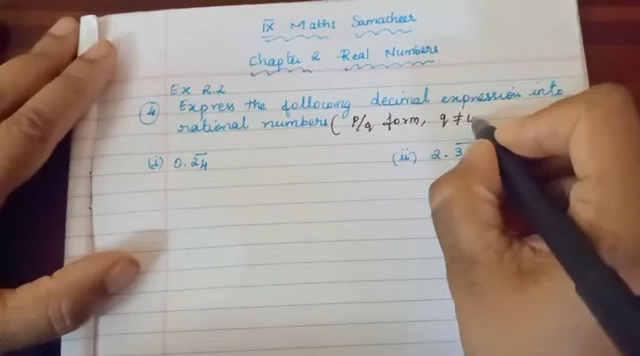 IX Maths Samacheer
Chapter 2 Real Numbers
Ex 2.2
4 Express the following decimal expression into
rational numbers ( P/q form, q ≠
(i) 0.2̅4̅ (ii) 2.3̅